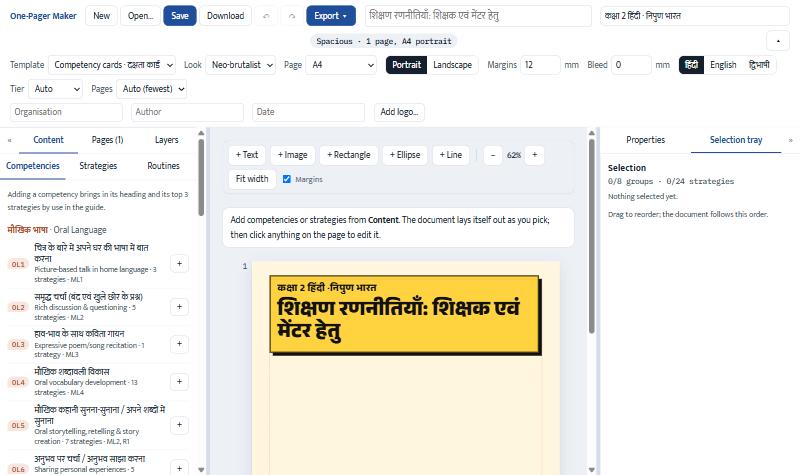 One-Pager Maker
New
Open...
Save
Download
Export ▾
शिक्षण रणनीतियाँ: शिक्षक एवं मेंटर हेतु
कक्षा 2 हिंदी · निपुण भारत
Spacious · 1 page, A4 portrait
Template
Competency cards · दक्षता कार्ड
Look
Neo-brutalist
Page
A4
Portrait
Landscape
Margins
12
mm
Bleed
0
mm
हिंदी
English
द्विभाषी
Tier
Auto
Pages
Auto (fewest)
Organisation
Author
Date
Add logo...
«
Content
Pages (1)
Layers
Competencies
Strategies
Routines
Adding a competency brings in its heading and its top 3
strategies by use in the guide.
मौखिक भाषा · Oral Language
OL1
चित्र के बारे में अपने घर की भाषा में बात
करना
Picture-based talk in home language · 3
strategies · ML1
+
OL2
समृद्ध चर्चा (बंद एवं खुले छोर के प्रश्न)
Rich discussion & questioning · 5
strategies · ML2
+
OL3
हाव-भाव के साथ कविता गायन
Expressive poem/song recitation · 1
strategy · ML3
+
OL4
मौखिक शब्दावली विकास
Oral vocabulary development · 13
strategies · ML4
+
OL5
मौखिक कहानी सुनना-सुनाना / अपने शब्दों में
सुनाना
Oral storytelling, retelling & story
creation · 7 strategies · ML2, R1
+
OL6
अनुभव पर चर्चा / अनुभव साझा करना
Sharing personal experiences · 5
+
+ Text
+ Image
+ Rectangle
+ Ellipse
+ Line
−
62%
+
Fit width
Margins
Add competencies or strategies from Content. The document lays itself out as you pick;
then click anything on the page to edit it.
1
कक्षा 2 हिंदी ·निपुण भारत
शिक्षण रणनीतियाँ: शिक्षक एवं
मेंटर हेतु
Properties
Selection tray
»
Selection
0/8 groups · 0/24 strategies
Nothing selected yet.
Drag to reorder; the document follows this order.